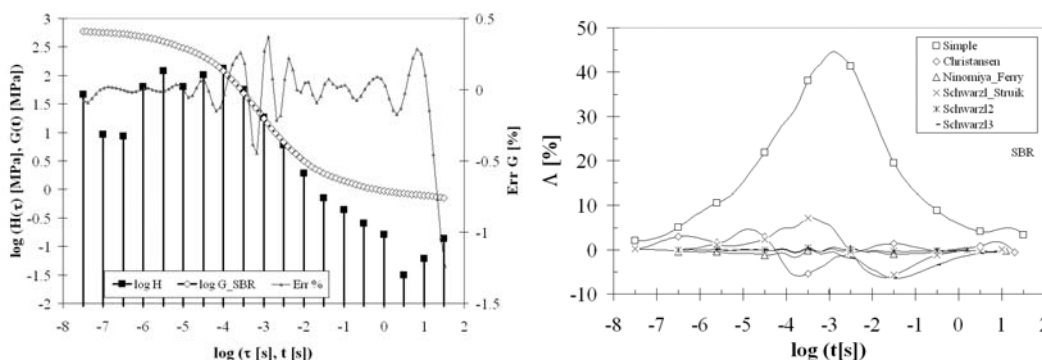 3
2.5
2
1.5
1
0.5
0
-0.5
-1
-1.5
-2
log (H(τ) [MPa], G(t) [MPa])
0.5
0
-0.5
-1
-1.5
Err G [%]
log H
log G_SBR
Err %
-8 -7 -6 -5 -4 -3 -2 -1 0 1 2
log (τ [s], t [s])
50
40
30
20
10
0
-10
Λ [%]
Simple
Christansen
Ninomiya_Ferry
Schwarzl_Struik
Schwarzl2
Schwarzl3
SBR
-8 -7 -6 -5 -4 -3 -2 -1 0 1 2
log (t[s])